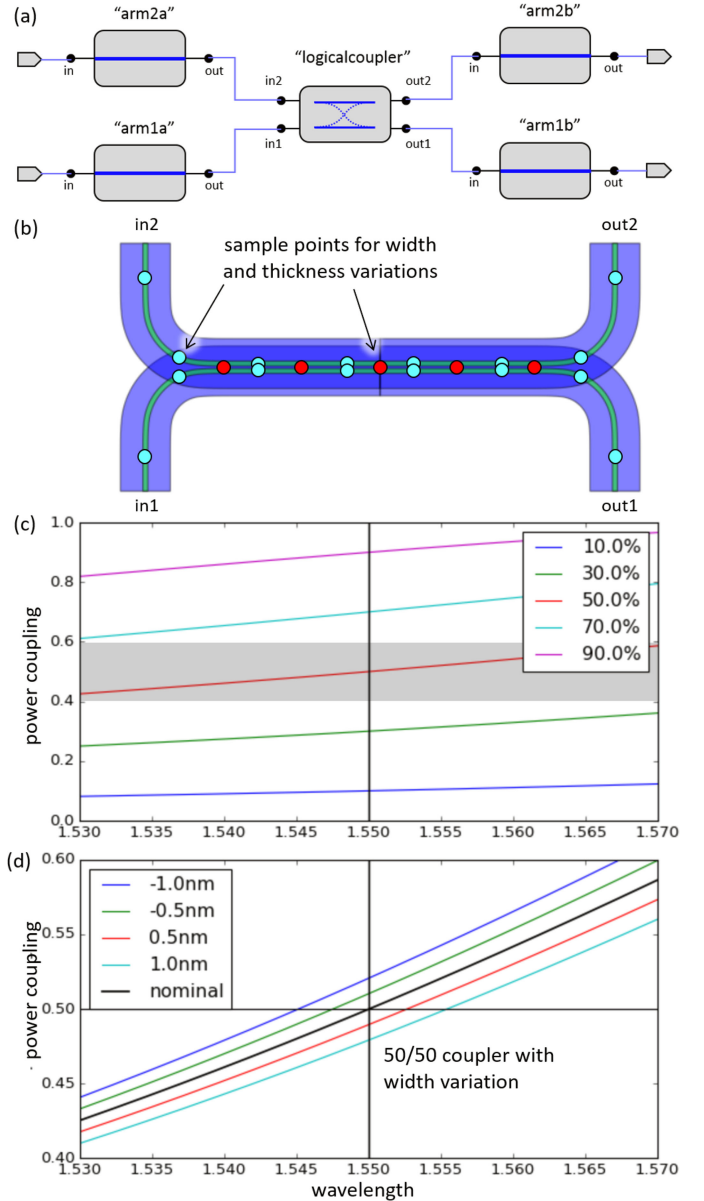 (a)
“arm2a”
“arm2b”
in
out
“logicalcoupler”
in
out
in2
out2
“arm1a”
in1
out1
“arm1b”
in
out
in
out
(b)
in2
out2
sample points for width
and thickness variations
in1
out1
(c)
1.0
0.8
0.6
0.4
0.2
0.0
power coupling
10.0%
30.0%
50.0%
70.0%
90.0%
1.530 1.535 1.540 1.545 1.550 1.555 1.560 1.565 1.570
(d)
0.60
0.55
0.50
0.45
0.40
power coupling
-1.0nm
-0.5nm
0.5nm
1.0nm
nominal
50/50 coupler with
width variation
1.530 1.535 1.540 1.545 1.550 1.555 1.560 1.565 1.570
wavelength